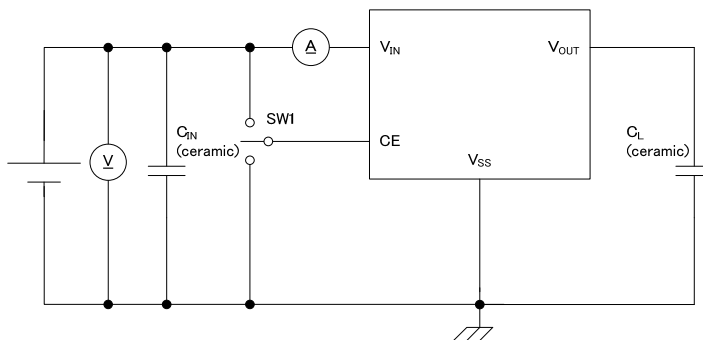 A
V_IN
V_OUT
SW1
C_IN
(ceramic)
V
CE
C_L
(ceramic)
V_SS